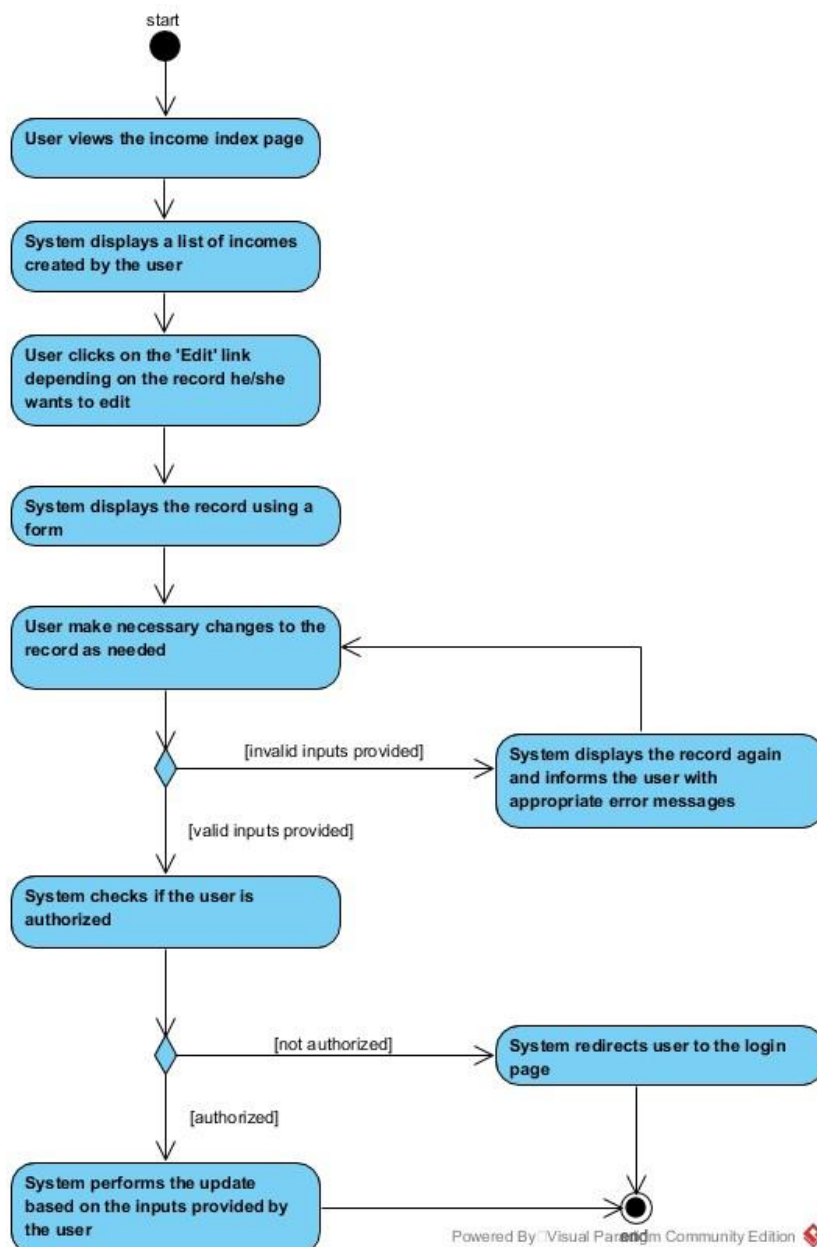 start
User views the income index page
System displays a list of incomes
created by the user
User clicks on the 'Edit' link
depending on the record he/she
wants to edit
System displays the record using a
form
User make necessary changes to the
record as needed
[invalid inputs provided]
System displays the record again
and informs the user with
appropriate error messages
[valid inputs provided]
System checks if the user is
authorized
[not authorized]
System redirects user to the login
page
[authorized]
System performs the update
based on the inputs provided by
the user
end
Powered By Visual Paradigm Community Edition